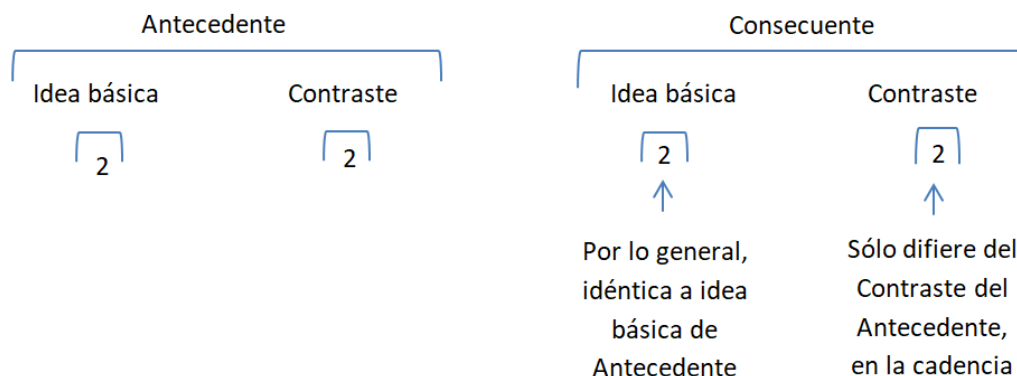 Antecedente
Consecuente
Idea básica
Contraste
Idea básica
Contraste
2
2
2
2
Por lo general,
idéntica a idea
básica de
Antecedente
Sólo difiere del
Contraste del
Antecedente,
en la cadencia